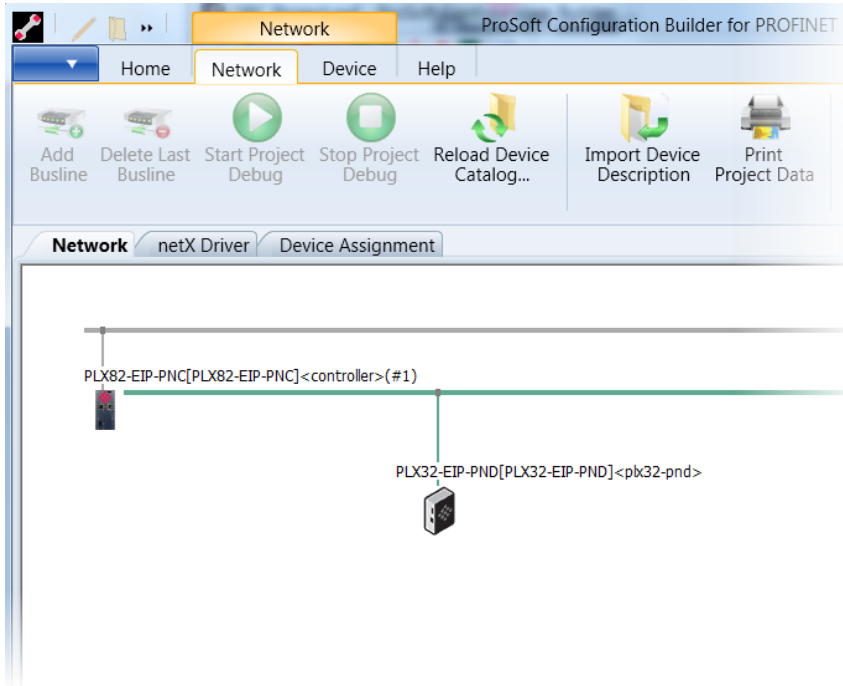 Network
ProSoft Configuration Builder for PROFINET
Home Network Device Help
Add Busline
Delete Last Busline
Start Project Debug
Stop Project Debug
Reload Device Catalog...
Import Device Description
Print Project Data
Network netX Driver Device Assignment
PLX82-EIP-PNC[PLX82-EIP-PNC]<controller>(#1)
PLX32-EIP-PND[PLX32-EIP-PND]<plx32-pnd>